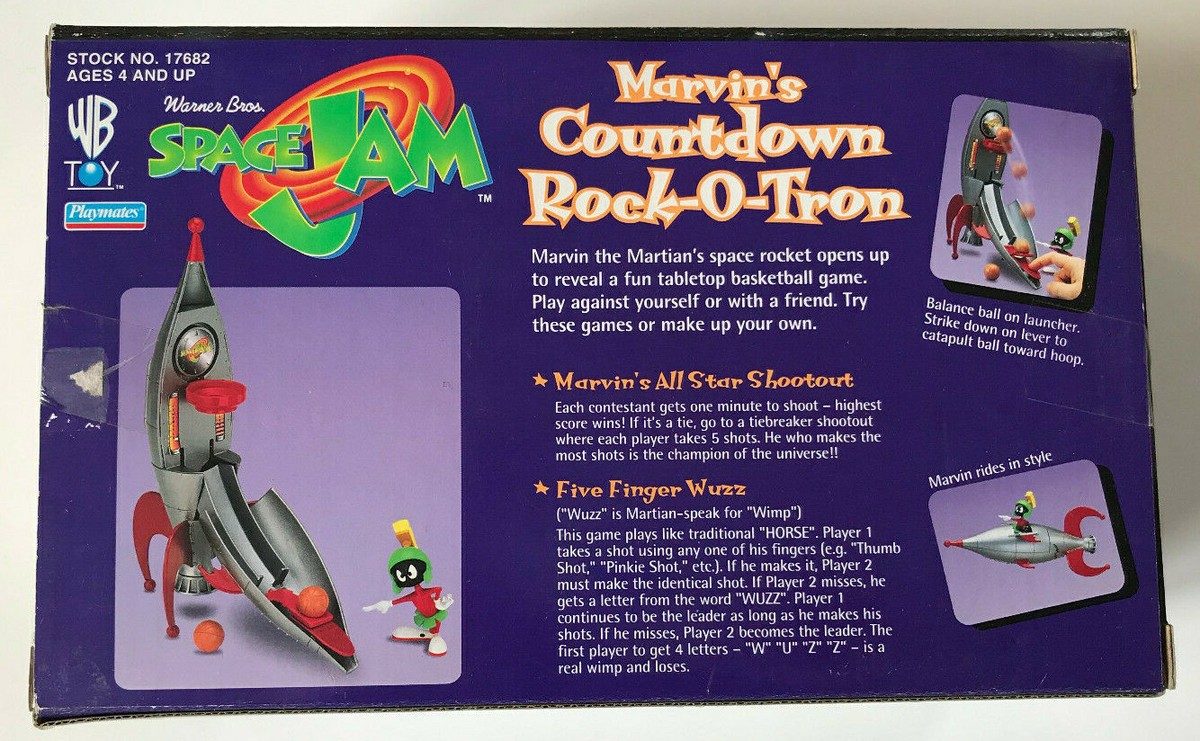 STOCK NO. 17682
AGES 4 AND UP
WB
TOY
™
Playmates
Warner Bros.
SPACE JAM
TM
Marvin's
Countdown
Rock-O-Tron
Marvin the Martian's space rocket opens up
to reveal a fun tabletop basketball game.
Play against yourself or with a friend. Try
these games or make up your own.
★ Marvin's All Star Shootout
Each contestant gets one minute to shoot – highest
score wins! If it's a tie, go to a tiebreaker shootout
where each player takes 5 shots. He who makes the
most shots is the champion of the universe!!
★ Five Finger Wuzz
("Wuzz" is Martian-speak for "Wimp")
This game plays like traditional "HORSE". Player 1
takes a shot using any one of his fingers (e.g. "Thumb
Shot," "Pinkie Shot," etc.). If he makes it, Player 2
must make the identical shot. If Player 2 misses, he
gets a letter from the word "WUZZ". Player 1
continues to be the leader as long as he makes his
shots. If he misses, Player 2 becomes the leader. The
first player to get 4 letters – "W" "U" "Z" "Z" – is a
real wimp and loses.
Balance ball on launcher.
Strike down on lever to
catapult ball toward hoop.
Marvin rides in style